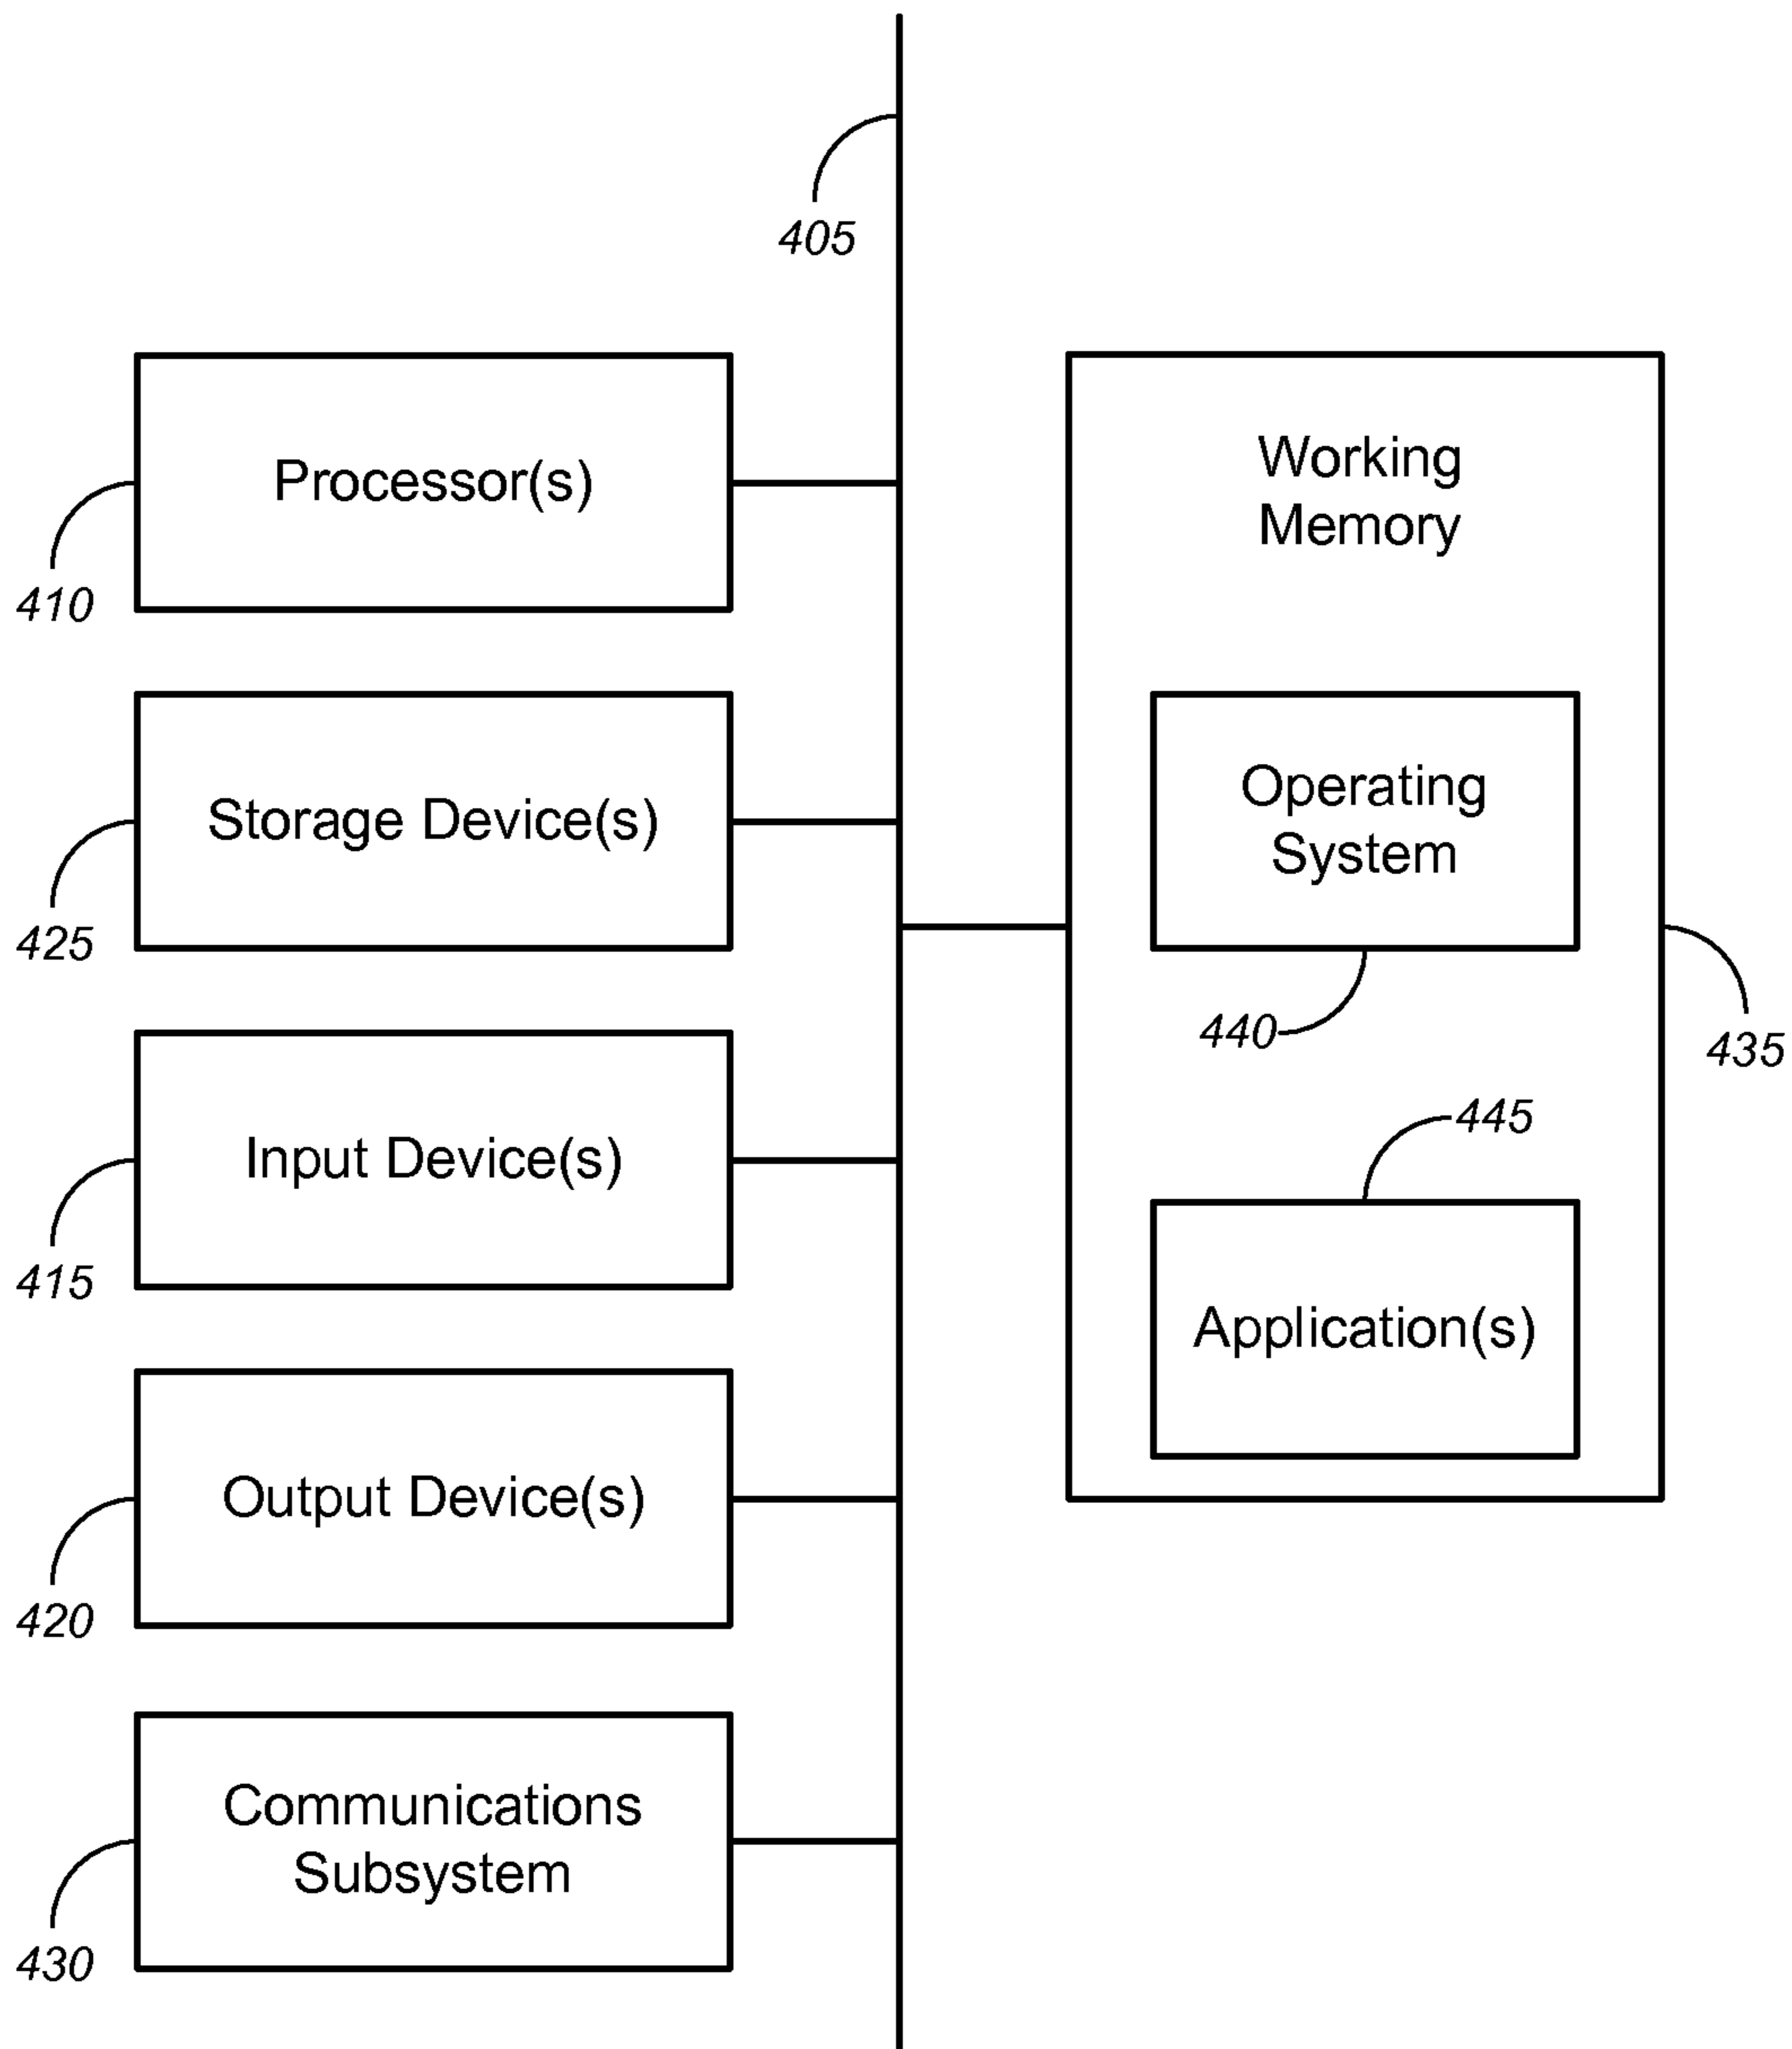 405
Processor(s)
410
Storage Device(s)
425
Input Device(s)
415
Output Device(s)
420
Communications
Subsystem
430
Working
Memory
Operating
System
440
435
445
Application(s)